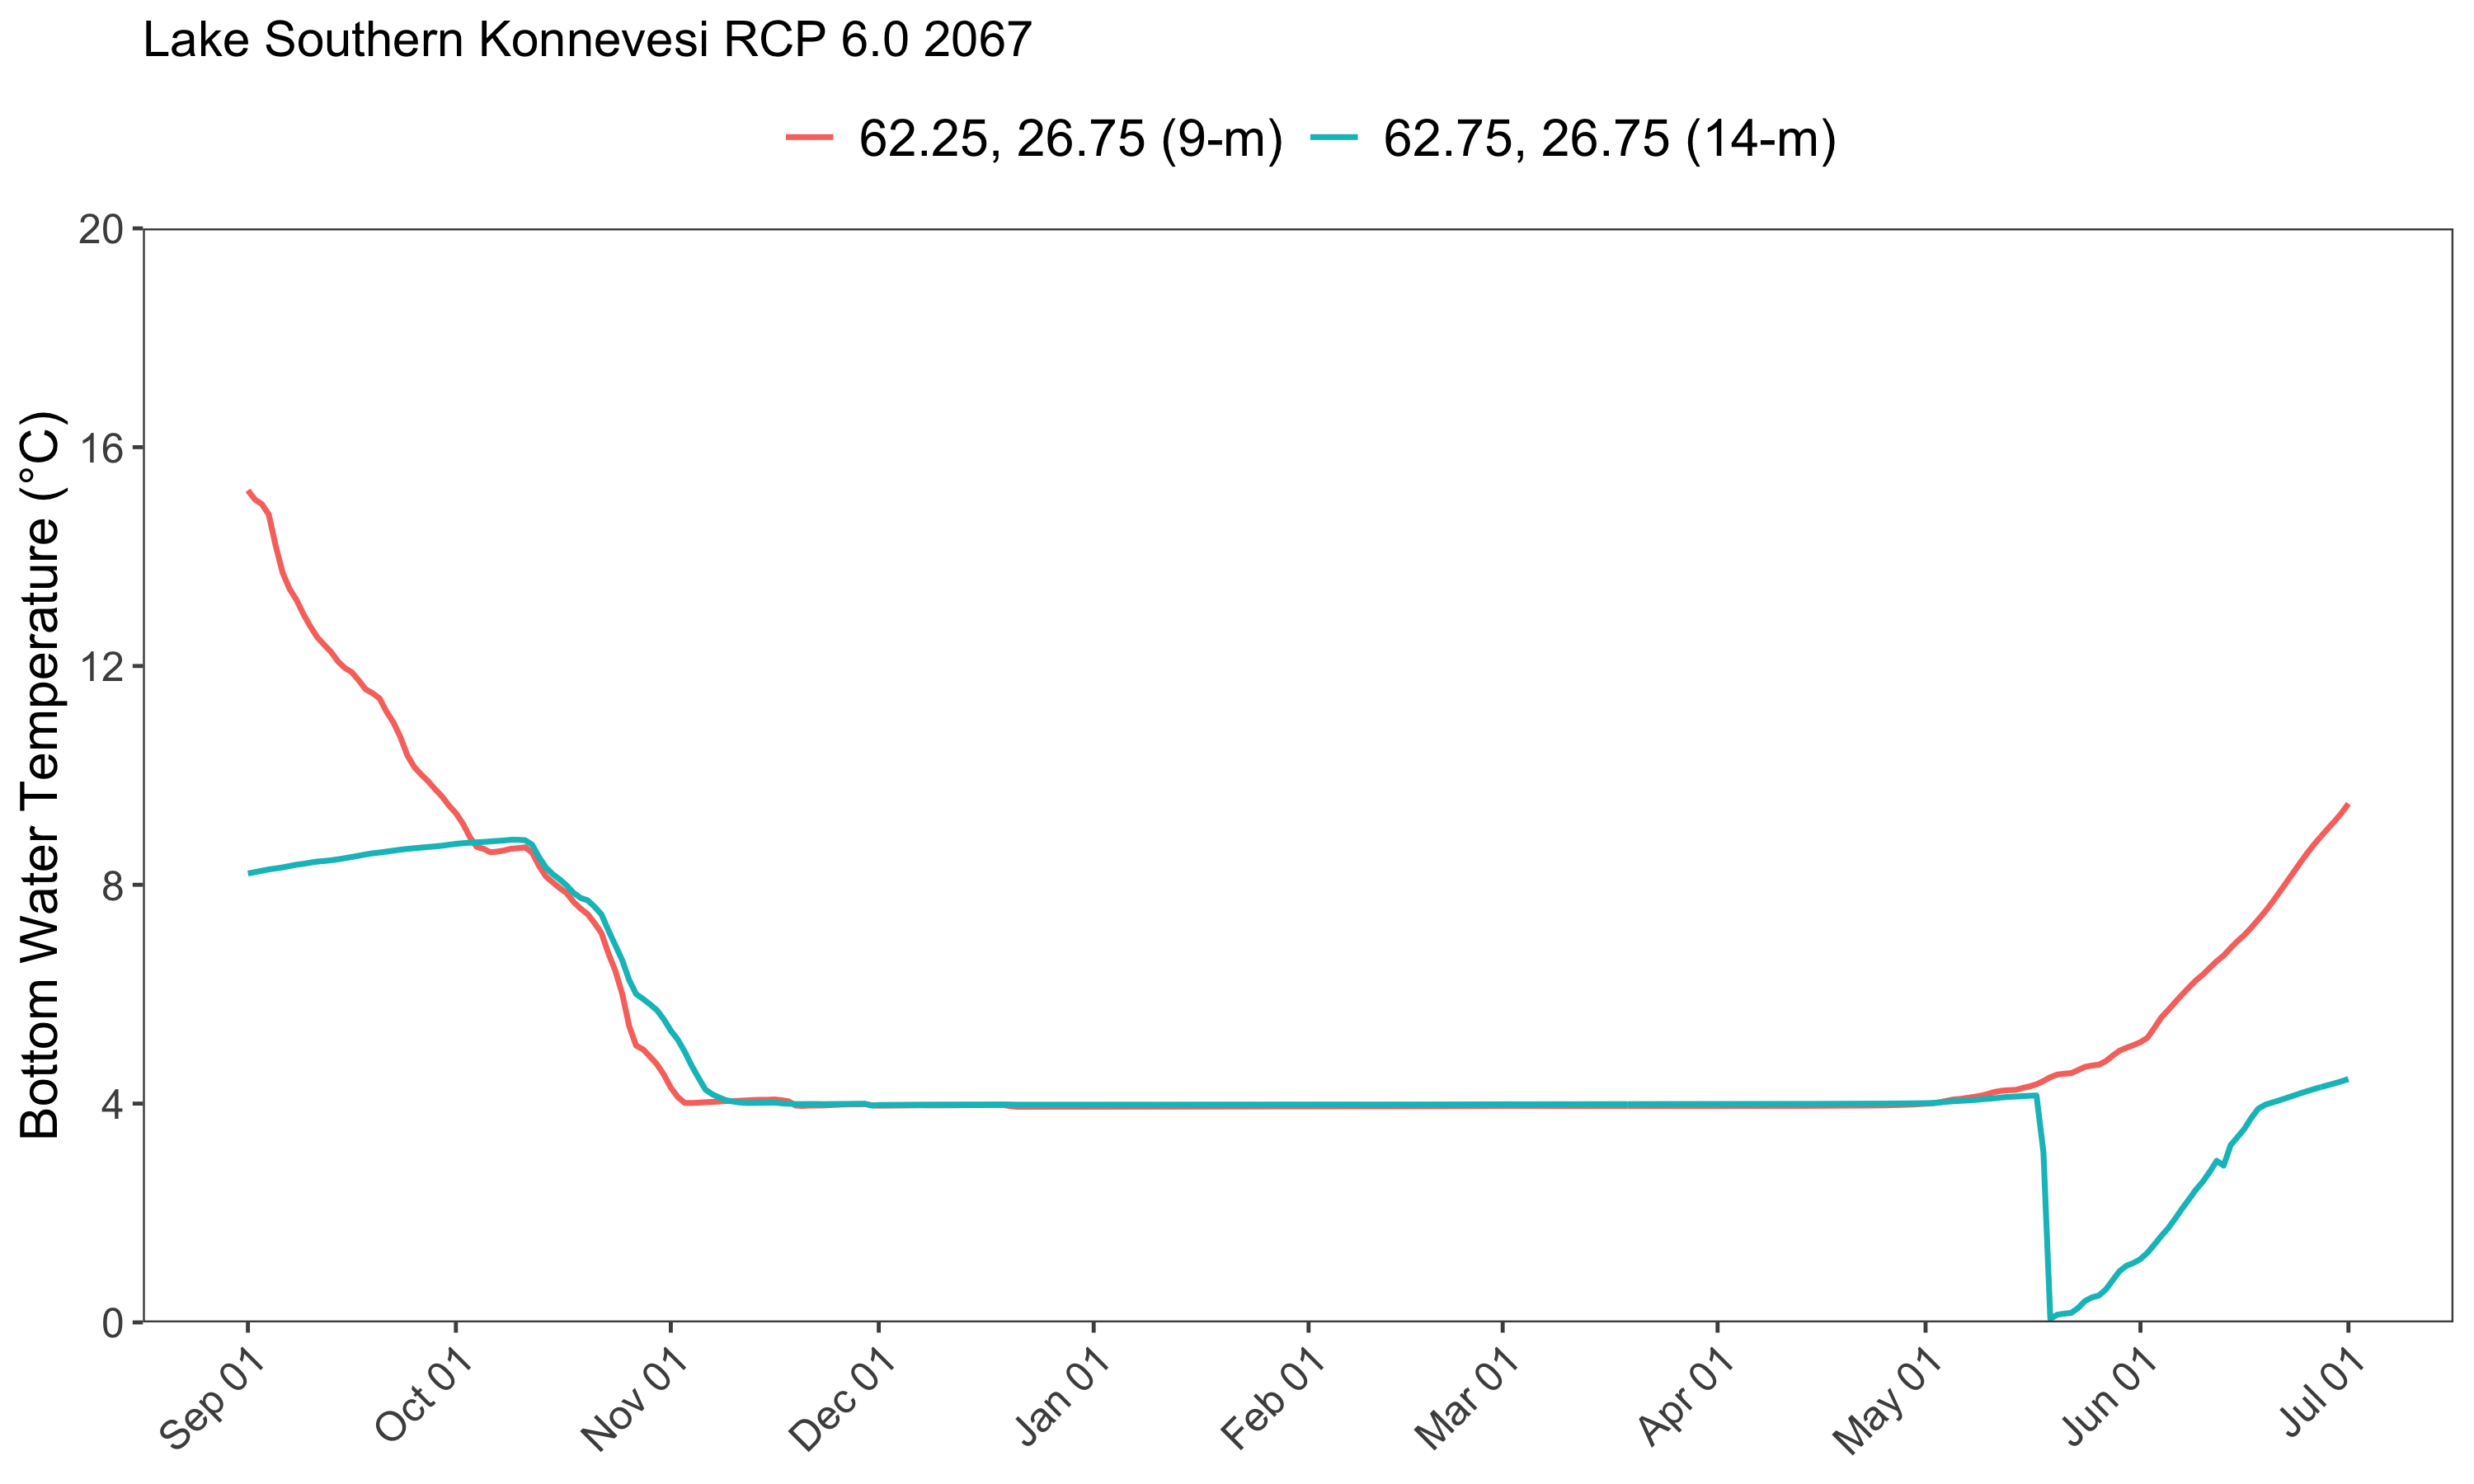 Lake Southern Konnevesi RCP 6.0 2067
62.25, 26.75 (9-m) 62.75, 26.75 (14-m)
Bottom Water Temperature (°C)
20
16
12
8
4
0
Sep 01 Oct 01 Nov 01 Dec 01 Jan 01 Feb 01 Mar 01 Apr 01 May 01 Jun 01 Jul 01